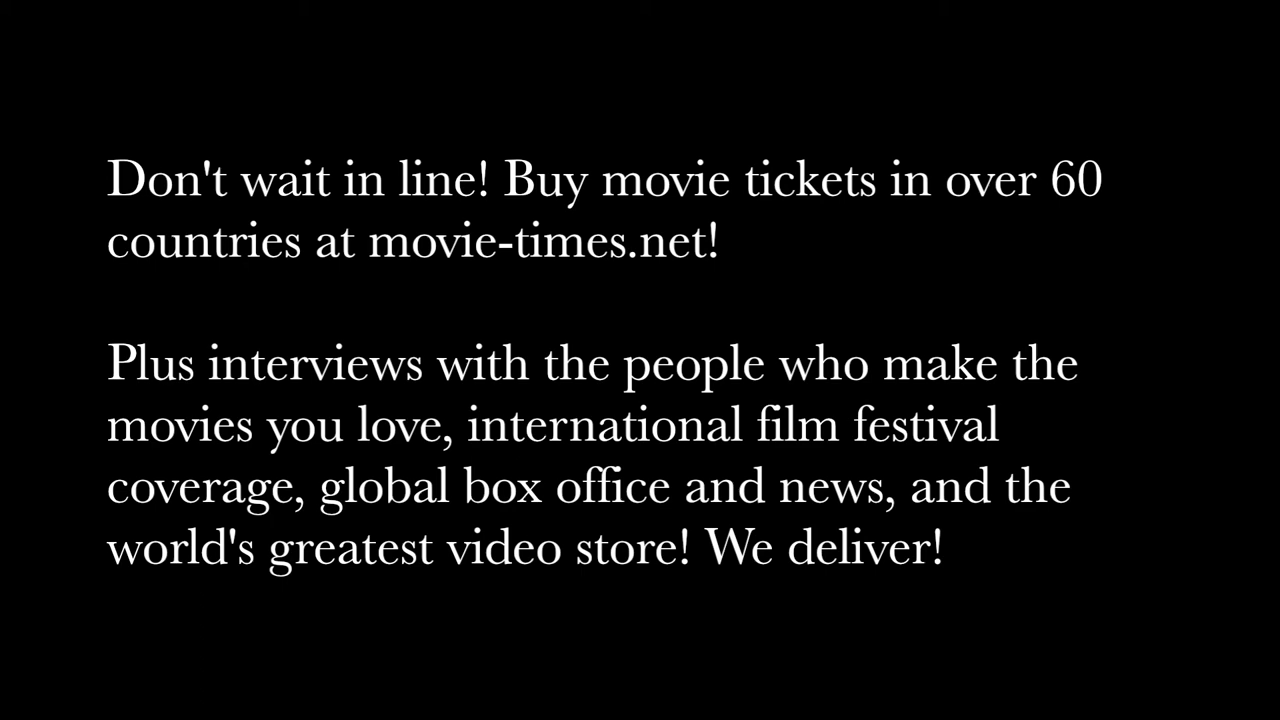 Don't wait in line! Buy movie tickets in over 60
countries at movie-times.net!
Plus interviews with the people who make the
movies you love, international film festival
coverage, global box office and news, and the
world's greatest video store! We deliver!